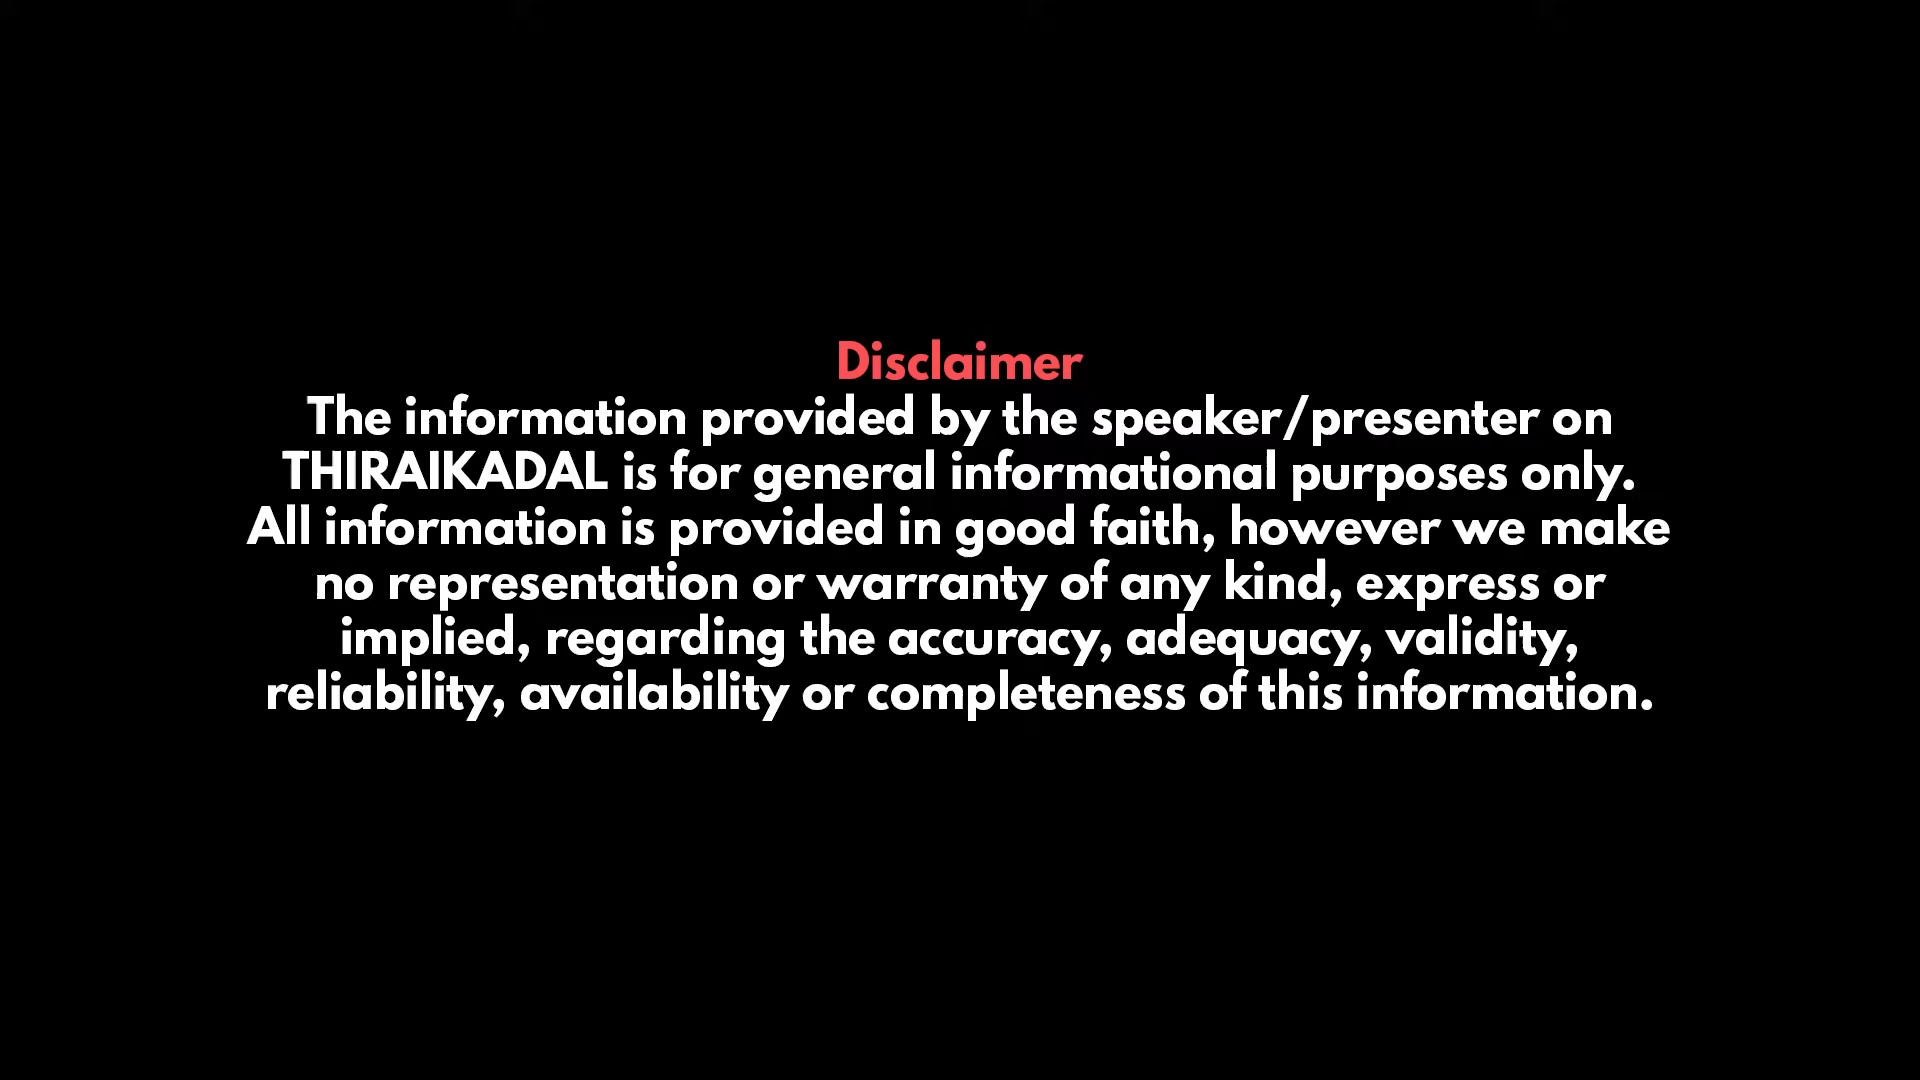 Disclaimer
The information provided by the speaker/presenter on
THIRAIKADAL is for general informational purposes only.
All information is provided in good faith, however we make
no representation or warranty of any kind, express or
implied, regarding the accuracy, adequacy, validity,
reliability, availability or completeness of this information.